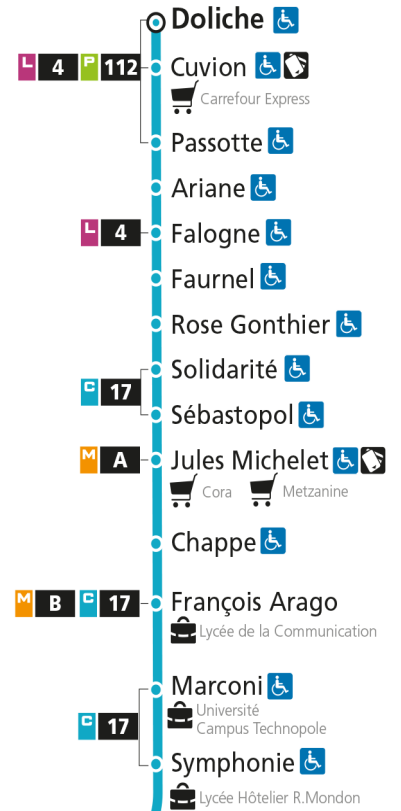 Doliche
L 4 P 112 Cuvion
Carrefour Express
Passotte
Ariane
L 4 Falogne
Faurnel
Rose Gonthier
Solidarité
C 17
Sébastopol
M A Jules Michelet
Cora Metzanine
Chappe
M B C 17 François Arago
Lycée de la Communication
Marconi
Université
Campus Technopole
C 17
Symphonie
Lycée Hôtelier R.Mondon